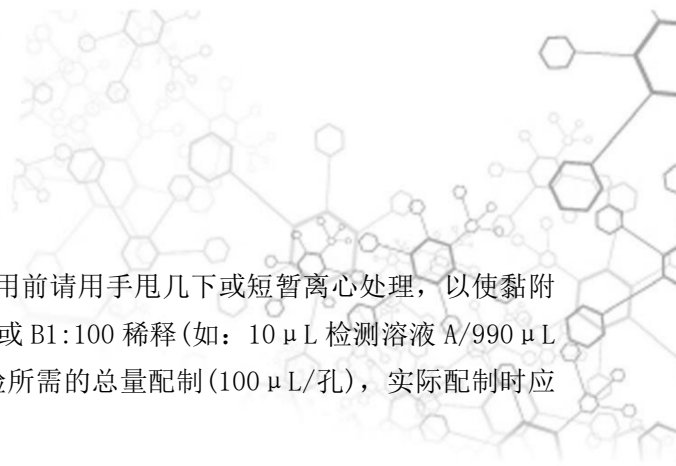 用前请用手甩几下或短暂离心处理，以使黏附
或 B1:100 稀释(如：10μL 检测溶液 A/990μL
所需的总量配制(100μL/孔)，实际配制时应